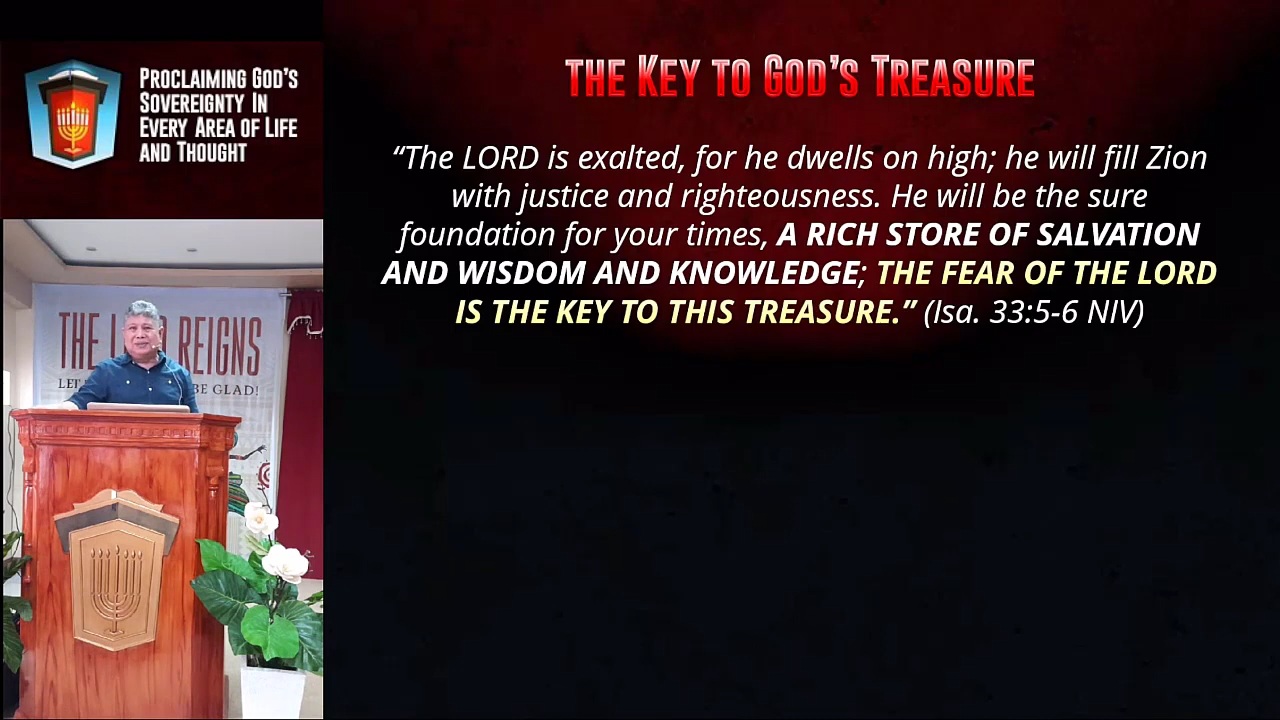 PROCLAIMING GOD'S
SOVEREIGNTY IN
EVERY AREA OF LIFE
AND THOUGHT
THE KEY TO GOD'S TREASURE
“The LORD is exalted, for he dwells on high; he will fill Zion
with justice and righteousness. He will be the sure
foundation for your times, A RICH STORE OF SALVATION
AND WISDOM AND KNOWLEDGE; THE FEAR OF THE LORD
IS THE KEY TO THIS TREASURE.” (Isa. 33:5-6 NIV)
THE REIGNS
BE GLAD!